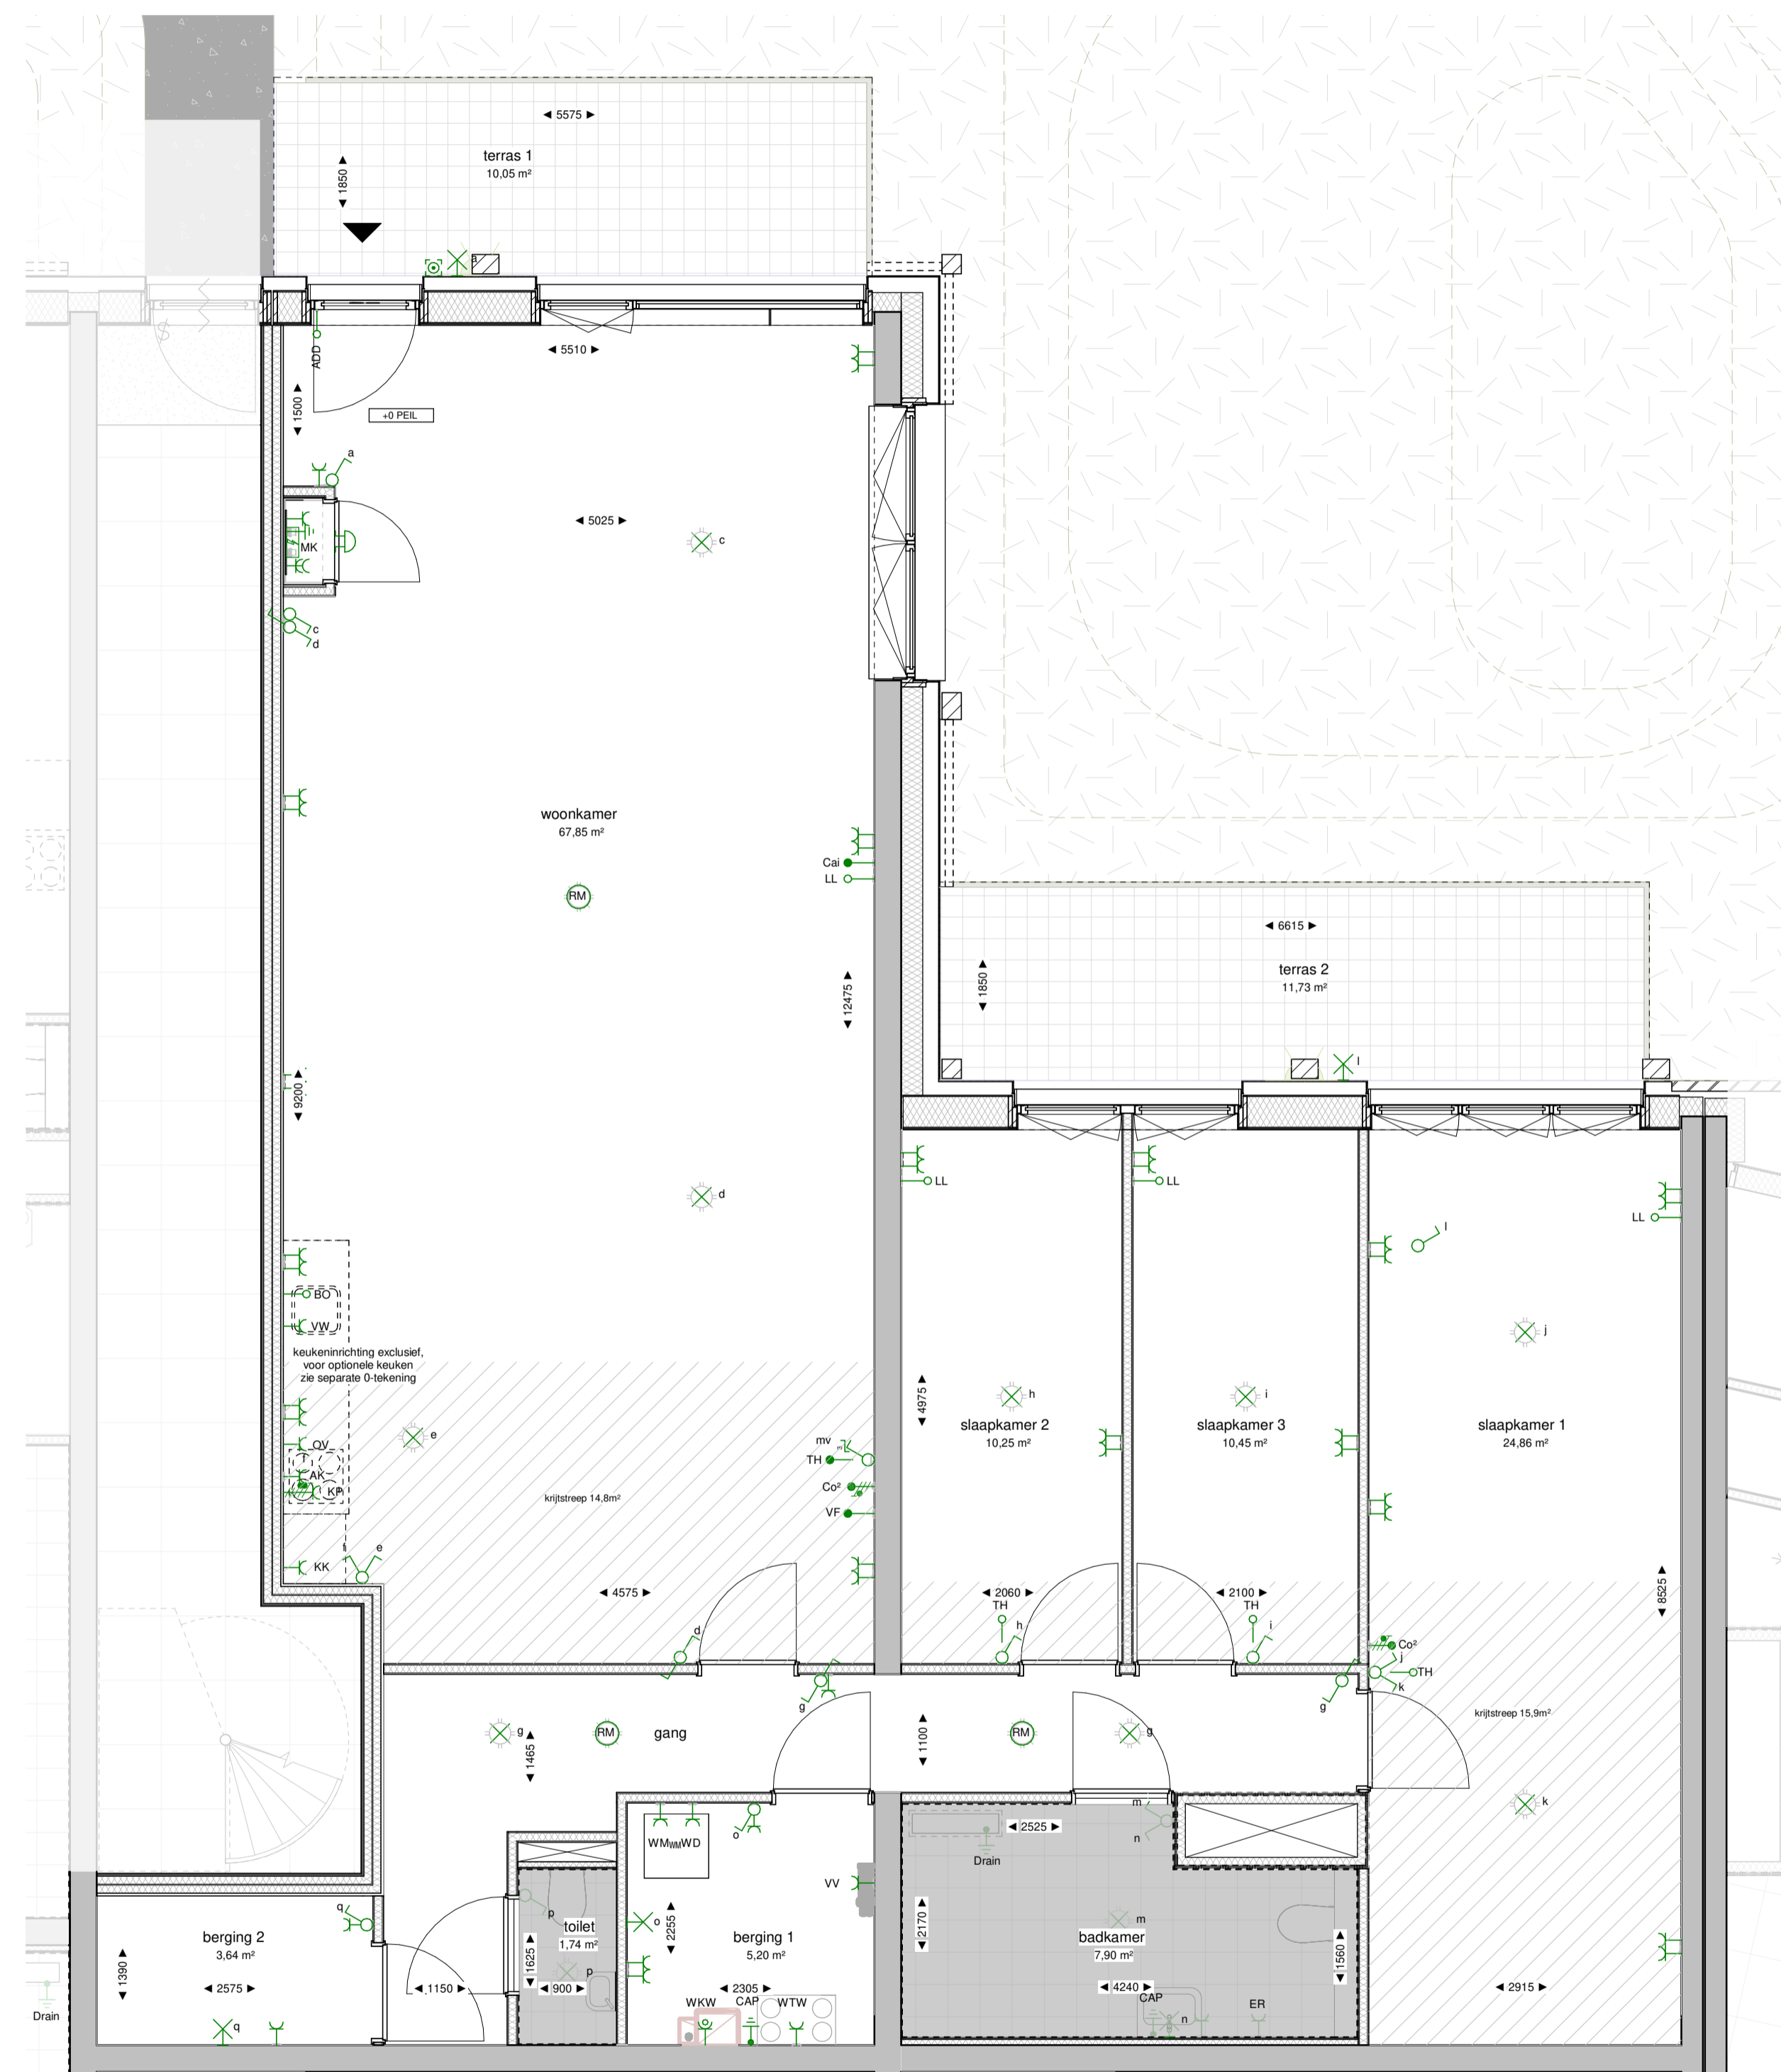 5575
terras 1
10,05 m²
1850
a
5510
ADD
1500
+0 PEIL
a
5025
c
MK
c
d
woonkamer
67,85 m²
Cai
LL
RM
6615
terras 2
11,73 m²
1850
12475
9200
l
LL
LL
LL
l
d
BO
VW
keukeninrichting exclusief,
voor optionele keuken
zie separate 0-tekening
j
h
i
4975
slaapkamer 2
10,25 m²
slaapkamer 3
10,45 m²
slaapkamer 1
24,86 m²
e
OV
AK
KP
mv
TH
Co²
VF
krijtstreep 14,8m²
KK
e
4575
2060
TH
2100
TH
8525
d
h
i
Co²
j
TH
k
g
g
krijtstreep 15,9m²
g
RM
gang
1465
1100
RM
g
k
m
n
2525
Drain
o
WM
WM
WD
VV
q
p
toilet
1,74 m²
o
2255
berging 1
5,20 m²
2170
m
badkamer
7,90 m²
1560
berging 2
3,64 m²
1390
2575
1150
1625
900
p
2305
4240
2915
WKW
CAP
WTW
CAP
ER
n
Drain
q